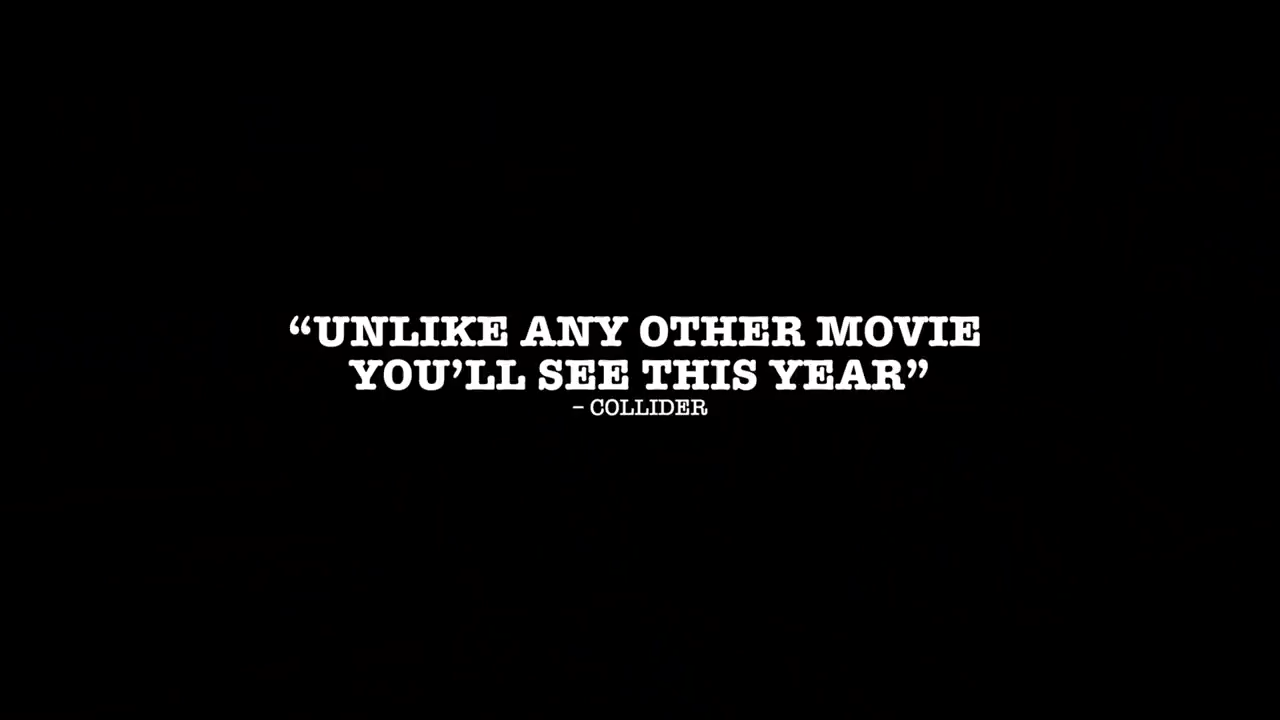 “UNLIKE ANY OTHER MOVIE
YOU’LL SEE THIS YEAR”
– COLLIDER